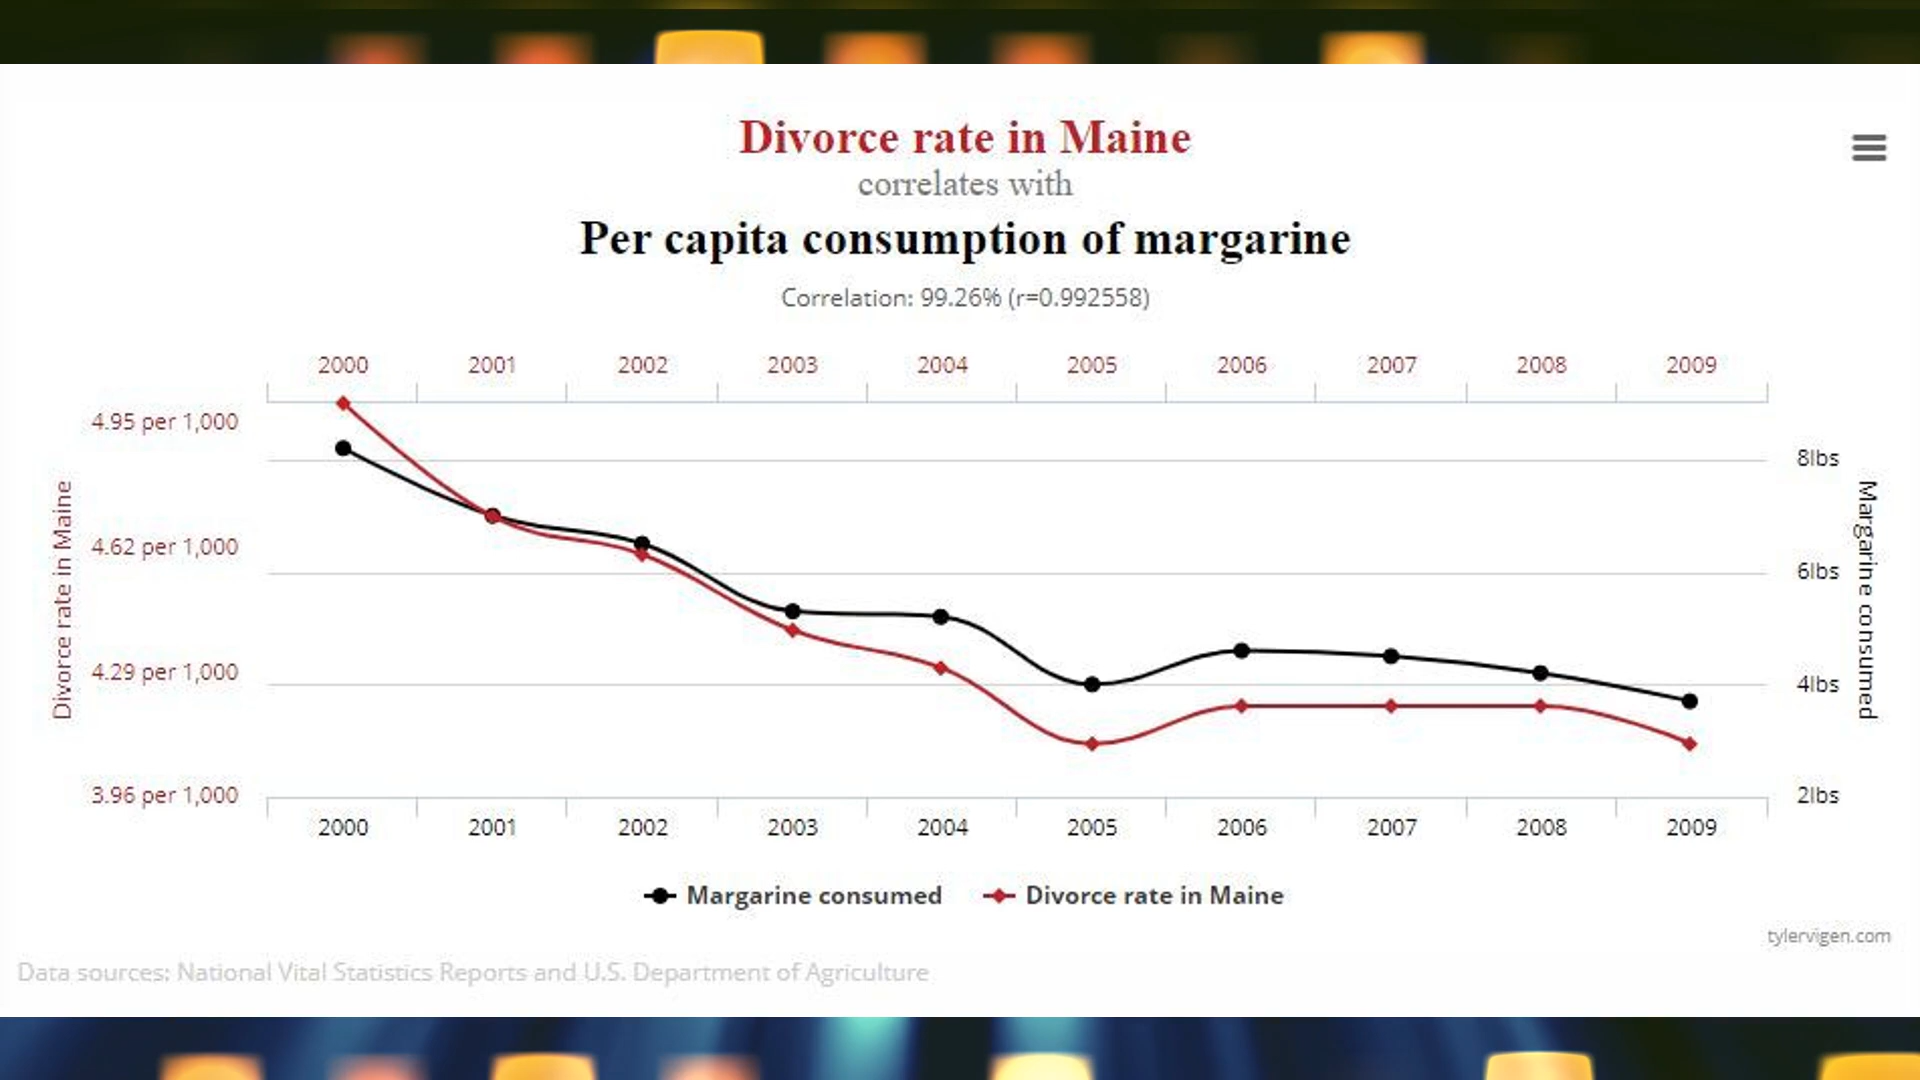 Divorce rate in Maine
correlates with
Per capita consumption of margarine
Correlation: 99.26% (r=0.992558)
2000 2001 2002 2003 2004 2005 2006 2007 2008 2009
4.95 per 1,000
4.62 per 1,000
4.29 per 1,000
3.96 per 1,000
Divorce rate in Maine
8lbs
6lbs
4lbs
2lbs
Margarine consumed
2000 2001 2002 2003 2004 2005 2006 2007 2008 2009
Margarine consumed Divorce rate in Maine
tylervigen.com
Data sources: National Vital Statistics Reports and U.S. Department of Agriculture